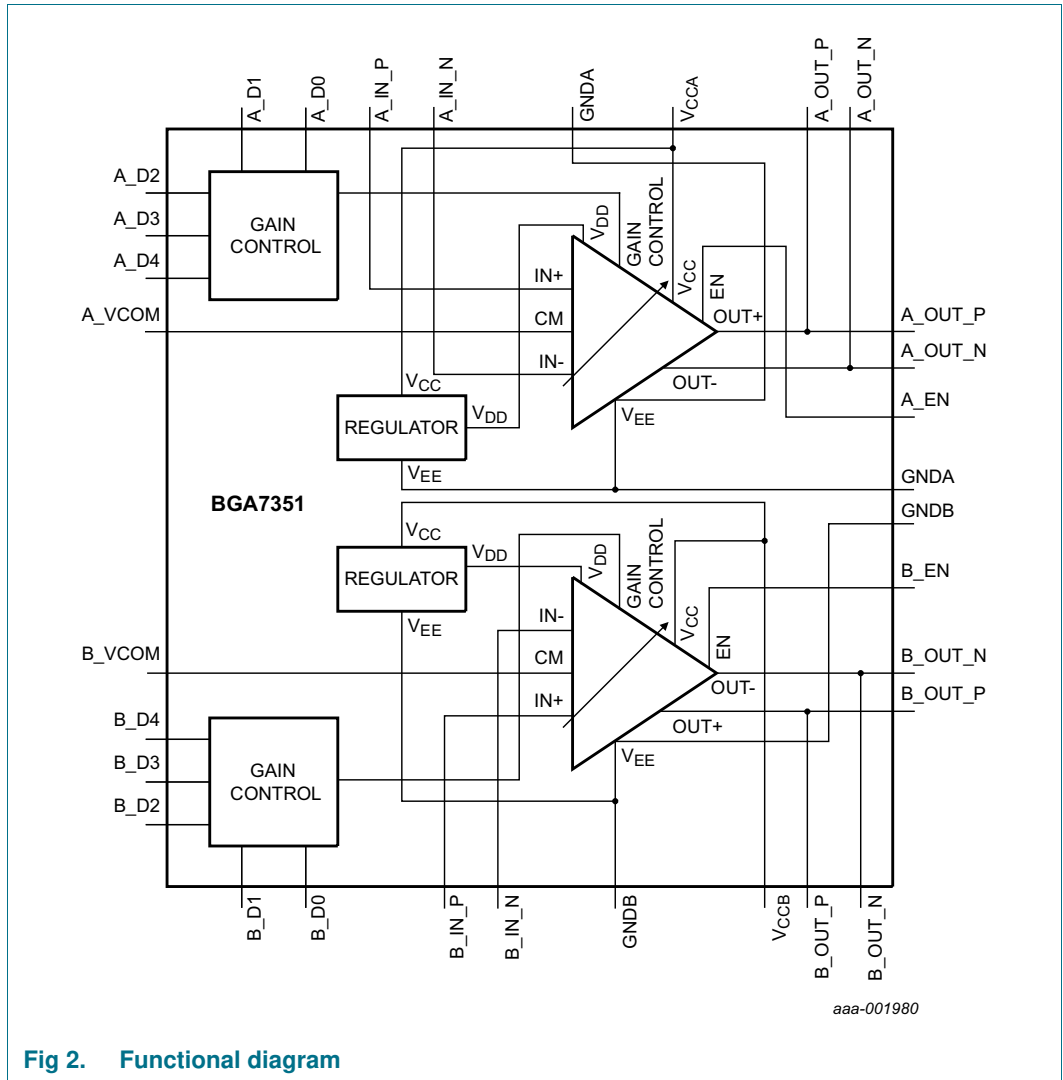 A_D1
A_D0
A_IN_P
A_IN_N
GNDA
VCCA
A_OUT_P
A_OUT_N
A_D2
A_D3
A_D4
GAIN
CONTROL
A_VCOM
VDD
GAIN
CONTROL
VCC
EN
IN+
CM
IN-
OUT+
OUT-
VEE
A_OUT_P
A_OUT_N
A_EN
GNDA
VCC
REGULATOR
VDD
VEE
BGA7351
GNDB
B_EN
B_OUT_N
B_OUT_P
VCC
REGULATOR
VDD
VEE
VDD
GAIN
CONTROL
VCC
EN
IN-
CM
IN+
OUT-
OUT+
VEE
B_VCOM
B_D4
B_D3
B_D2
GAIN
CONTROL
B_D1
B_D0
B_IN_P
B_IN_N
GNDB
VCCB
B_OUT_P
B_OUT_N
aaa-001980
Fig 2. Functional diagram